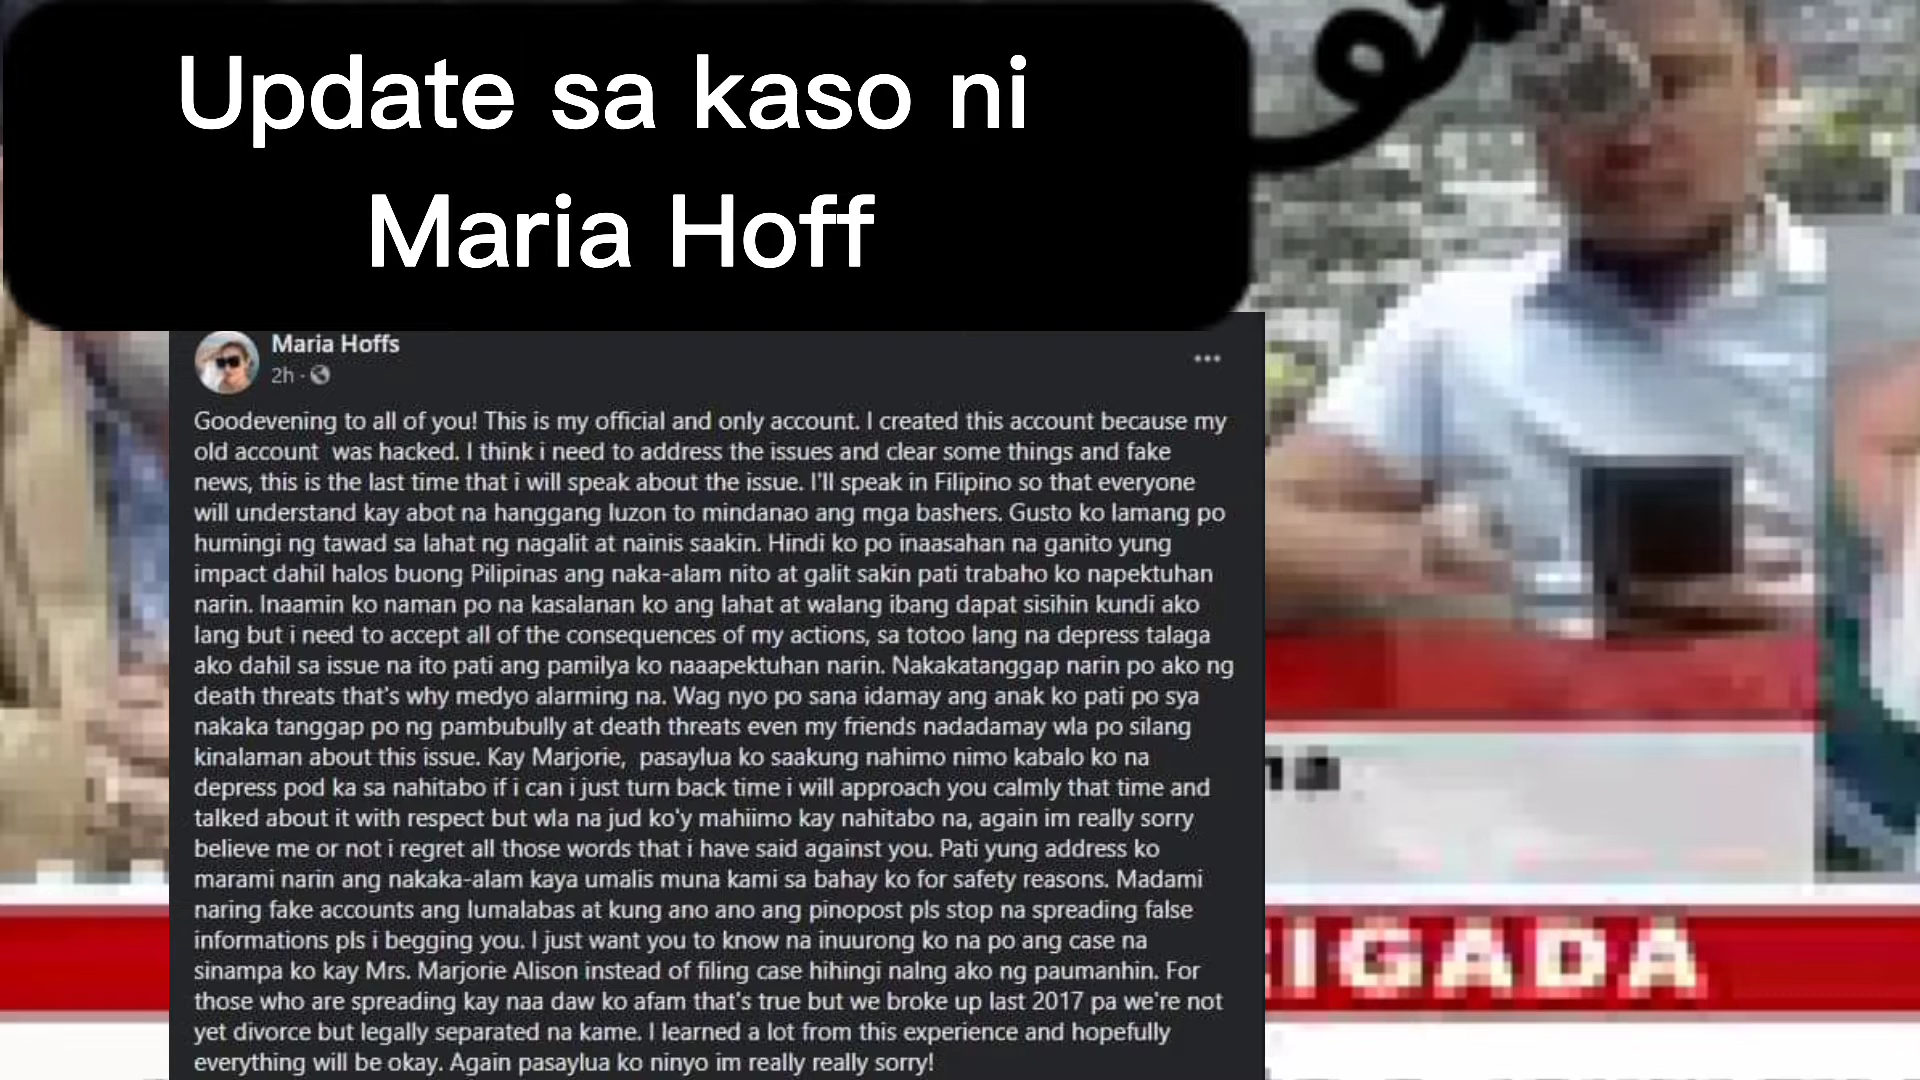 Update sa kaso ni
Maria Hoff
Maria Hoffs
2h
Goodevening to all of you! This is my official and only account. I created this account because my
old account was hacked. I think i need to address the issues and clear some things and fake
news, this is the last time that i will speak about the issue. I'll speak in Filipino so that everyone
will understand kay abot na hanggang luzon to mindanao ang mga bashers. Gusto ko lamang po
humingi ng tawad sa lahat ng nagalit at nainis saakin. Hindi ko po inaasahan na ganito yung
impact dahil halos buong Pilipinas ang naka-alam nito at galit sakin pati trabaho ko napektuhan
narin. Inaamin ko naman po na kasalanan ko ang lahat at walang ibang dapat sisihin kundi ako
lang but i need to accept all of the consequences of my actions, sa totoo lang na depress talaga
ako dahil sa issue na ito pati ang pamilya ko naaapektuhan narin. Nakakatanggap narin po ako ng
death threats that's why medyo alarming na. Wag nyo po sana idamay ang anak ko pati po sya
nakaka tanggap po ng pambubully at death threats even my friends nadadamay wla po silang
kinalaman about this issue. Kay Marjorie, pasaylua ko saakung nahimo nimo kabalo ko na
depress pod ka sa nahitabo if i can i just turn back time i will approach you calmly that time and
talked about it with respect but wla na jud ko'y mahiimo kay nahitabo na, again im really sorry
believe me or not i regret all those words that i have said against you. Pati yung address ko
marami narin ang nakaka-alam kaya umalis muna kami sa bahay ko for safety reasons. Madami
naring fake accounts ang lumalabas at kung ano ano ang pinopost pls stop na spreading false
informations pls i begging you. I just want you to know na inuurong ko na po ang case na
sinampa ko kay Mrs. Marjorie Alison instead of filing case hihingi nalng ako ng paumanhin. For
those who are spreading kay naa daw ko afam that's true but we broke up last 2017 pa we're not
yet divorce but legally separated na kame. I learned a lot from this experience and hopefully
everything will be okay. Again pasaylua ko ninyo im really really sorry!
IGADA